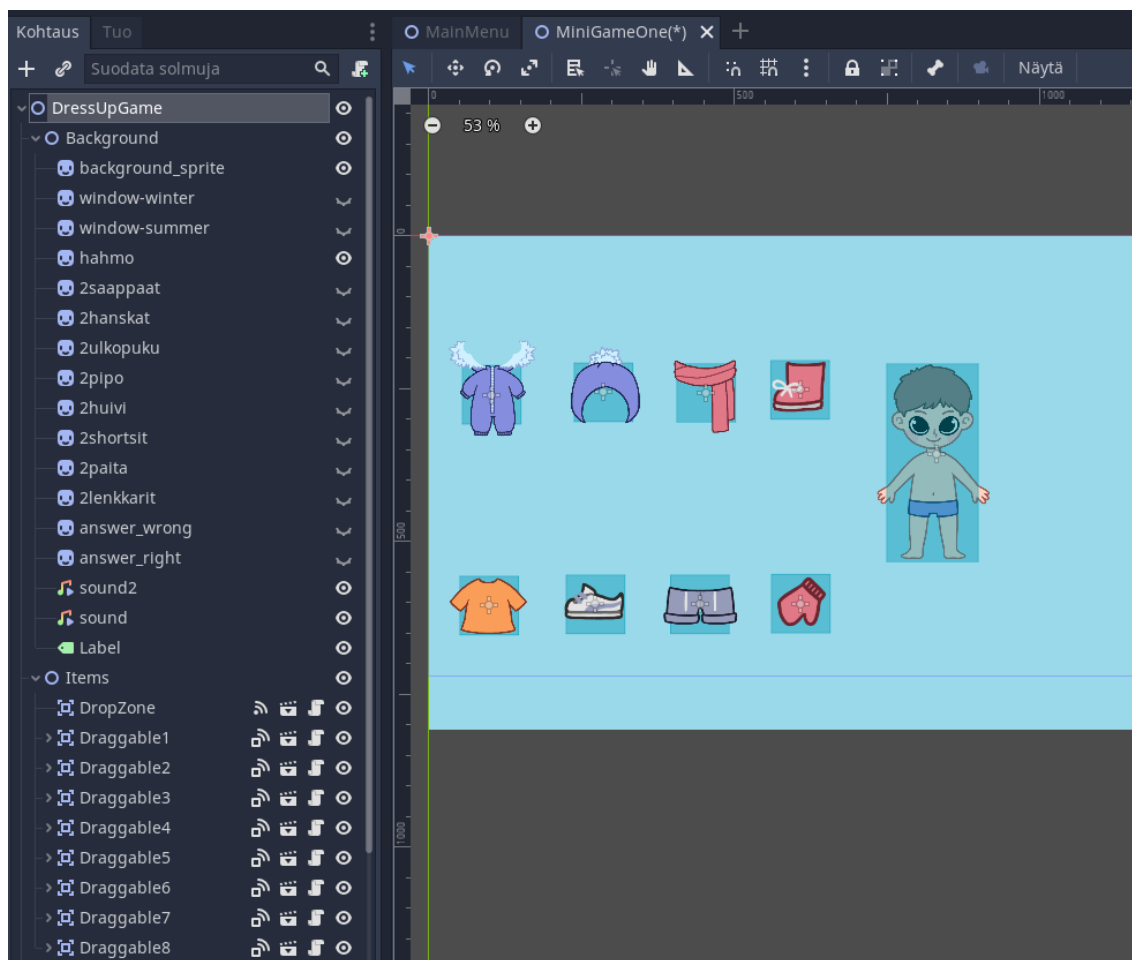 Kohtaus Tuo
MainMenu MiniGameOne(*)
Suodata solmuja
Näytä
0 500 1000
53 %
0
500
1000
DressUpGame
Background
background_sprite
window-winter
window-summer
hahmo
2saappaat
2hanskat
2ulkopuku
2pipo
2huivi
2shortsit
2paita
2lenkkarit
answer_wrong
answer_right
sound2
sound
Label
Items
DropZone
Draggable1
Draggable2
Draggable3
Draggable4
Draggable5
Draggable6
Draggable7
Draggable8